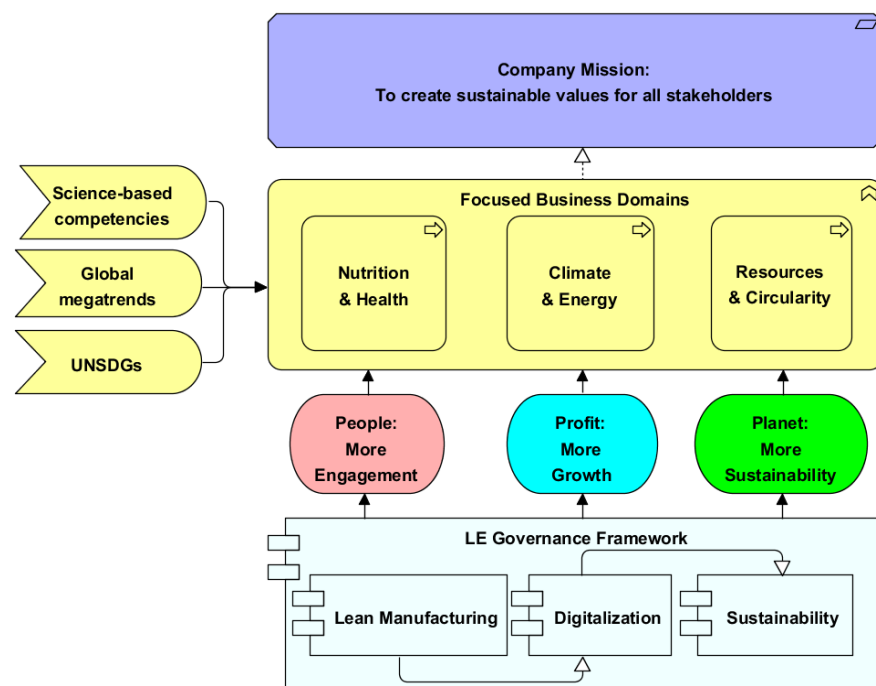 Company Mission:
To create sustainable values for all stakeholders
Science-based
competencies
Global
megatrends
UNSDGs
Focused Business Domains
Nutrition
& Health
Climate
& Energy
Resources
& Circularity
People:
More
Engagement
Profit:
More
Growth
Planet:
More
Sustainability
LE Governance Framework
Lean Manufacturing
Digitalization
Sustainability